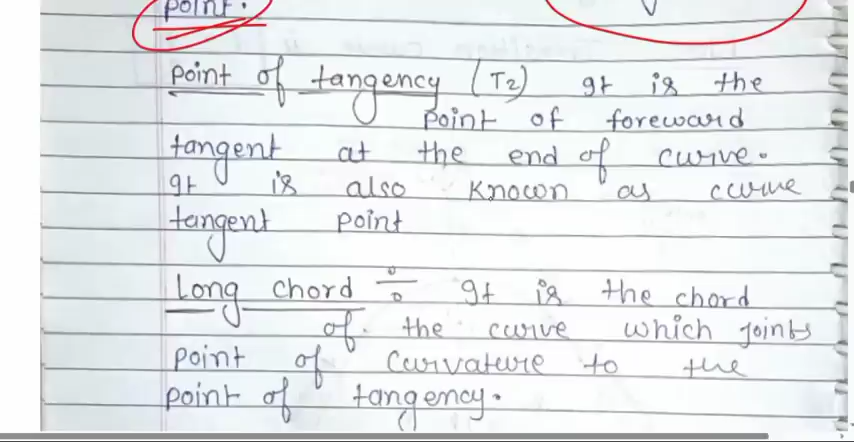 point.
Point of tangency (T2) It is the
point of foreward
tangent at the end of curve.
It is also known as curve
tangent point
Long chord ÷ It is the chord
of the curve which joints
point of curvature to the
point of tangency.